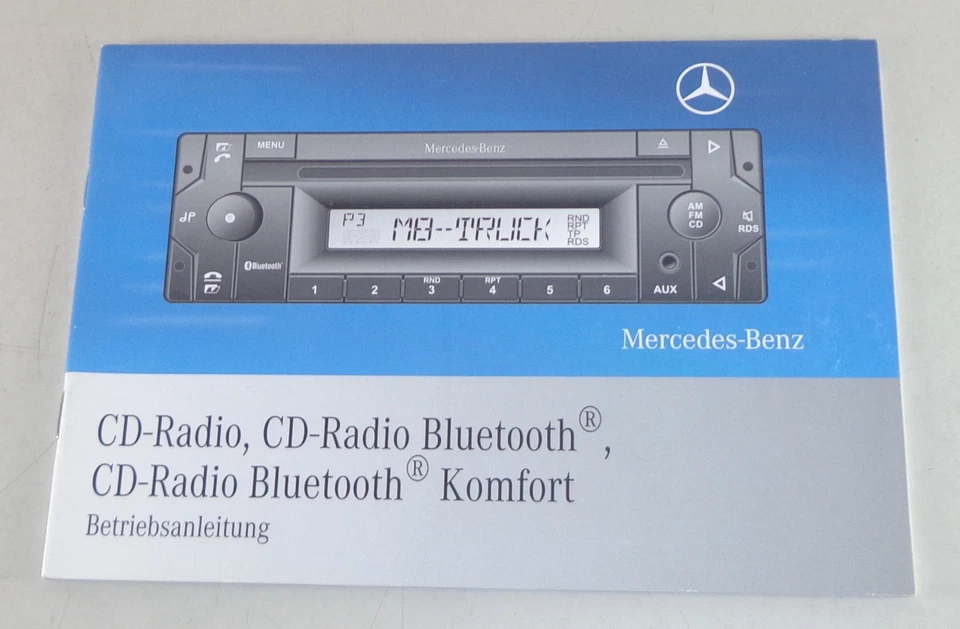 MENU
Mercedes-Benz
AM
FM
CD
RDS
P3
MB--TRUCK
RND
RPT
TP
RDS
Bluetooth®
1
2
RND
3
RPT
4
5
6
AUX
Mercedes-Benz
CD-Radio, CD-Radio Bluetooth®,
CD-Radio Bluetooth® Komfort
Betriebsanleitung